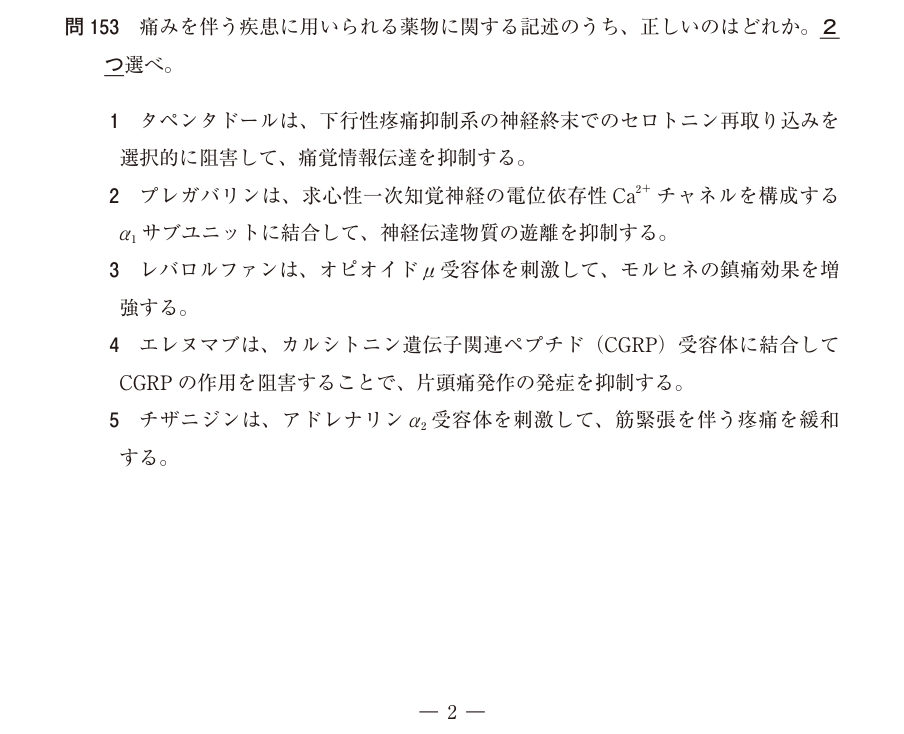 問 153　痛みを伴う疾患に用いられる薬物に関する記述のうち、正しいのはどれか。2
つ選べ。
1　タペンタドールは、下行性疼痛抑制系の神経終末でのセロトニン再取り込みを
選択的に阻害して、痛覚情報伝達を抑制する。
2　プレガバリンは、求心性一次知覚神経の電位依存性 Ca²⁺ チャネルを構成する
α₁ サブユニットに結合して、神経伝達物質の遊離を抑制する。
3　レバロルファンは、オピオイド μ 受容体を刺激して、モルヒネの鎮痛効果を増
強する。
4　エレヌマブは、カルシトニン遺伝子関連ペプチド（CGRP）受容体に結合して
CGRP の作用を阻害することで、片頭痛発作の発症を抑制する。
5　チザニジンは、アドレナリン α₂ 受容体を刺激して、筋緊張を伴う疼痛を緩和
する。
— 2 —